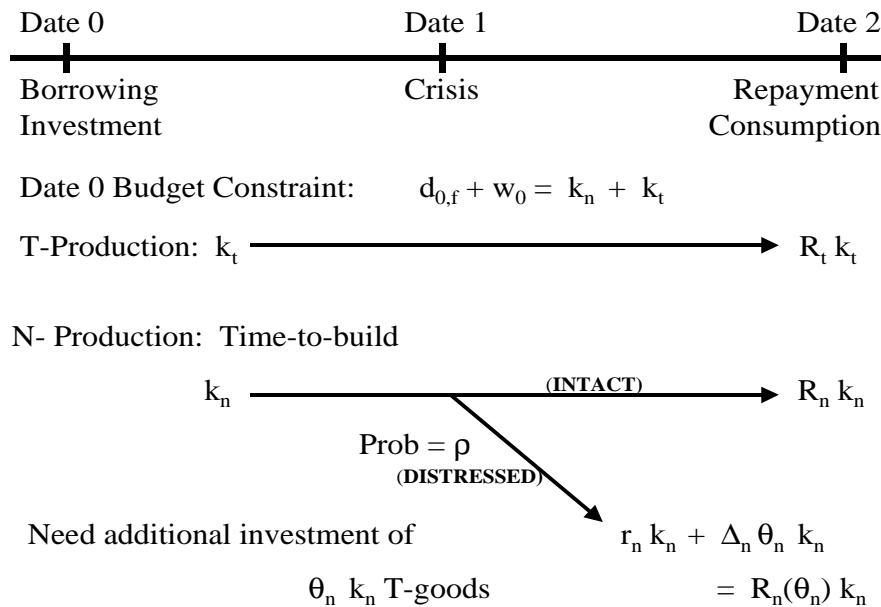 Date 0 Date 1 Date 2
Borrowing Crisis Repayment
Investment Consumption
Date 0 Budget Constraint: d₀,f + w₀ = kₙ + kₜ
T-Production: kₜ Rₜ kₜ
N- Production: Time-to-build
kₙ (INTACT) Rₙ kₙ
Prob = ρ
(DISTRESSED)
Need additional investment of rₙ kₙ + Δₙ θₙ kₙ
θₙ kₙ T-goods = Rₙ(θₙ) kₙ